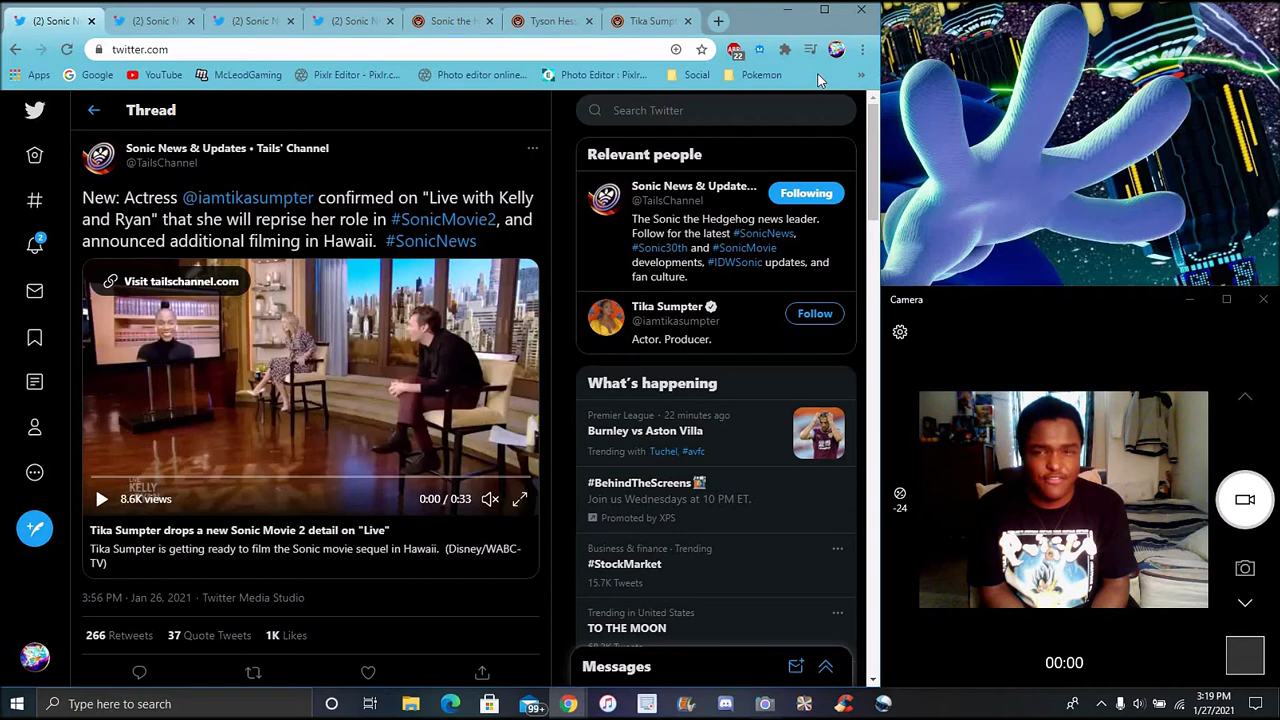 (2) Sonic N
(2) Sonic N
(2) Sonic N
(2) Sonic N
Sonic the H
Tyson Hess
Tika Sumpt
twitter.com
22
Apps
Google
YouTube
McLeodGaming
Pixlr Editor - Pixlr.c...
Photo editor online...
Photo Editor : Pixlr...
Social
Pokemon
Thread
Sonic News & Updates • Tails' Channel
@TailsChannel
New: Actress @iamtikasumpter confirmed on "Live with Kelly
and Ryan" that she will reprise her role in #SonicMovie2, and
announced additional filming in Hawaii. #SonicNews
Visit tailschannel.com
LIVE
KELLY
8.6K views
0:00 / 0:33
Tika Sumpter drops a new Sonic Movie 2 detail on "Live"
Tika Sumpter is getting ready to film the Sonic movie sequel in Hawaii. (Disney/WABC-
TV)
3:56 PM · Jan 26, 2021 · Twitter Media Studio
266 Retweets 37 Quote Tweets 1K Likes
2
Search Twitter
Relevant people
Sonic News & Update...
@TailsChannel
Following
The Sonic the Hedgehog news leader.
Follow for the latest #SonicNews,
#Sonic30th and #SonicMovie
developments, #IDWSonic updates, and
fan culture.
Tika Sumpter
@iamtikasumpter
Follow
Actor. Producer.
What's happening
Premier League · 22 minutes ago
Burnley vs Aston Villa
Trending with Tuchel, #avfc
#BehindTheScreens
Join us Wednesdays at 10 PM ET.
Promoted by XPS
Business & finance · Trending
#StockMarket
15.7K Tweets
Trending in United States
TO THE MOON
Messages
Camera
-24
00:00
Type here to search
99+
3:19 PM
1/27/2021